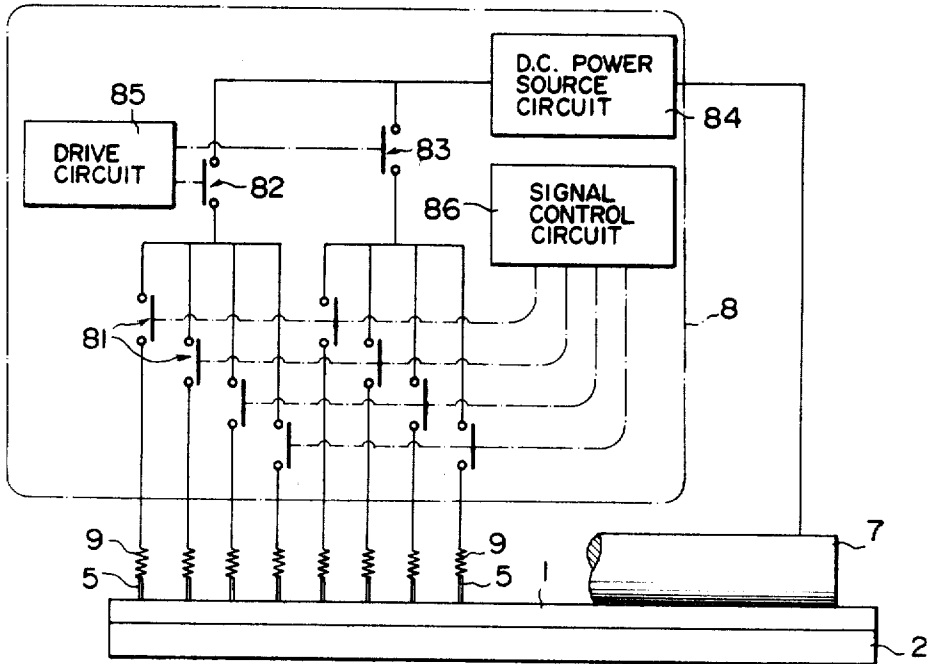 D.C. POWER
SOURCE
CIRCUIT
84
85
DRIVE
CIRCUIT
82
83
86
SIGNAL
CONTROL
CIRCUIT
8
81
9
9
7
5
5
1
2